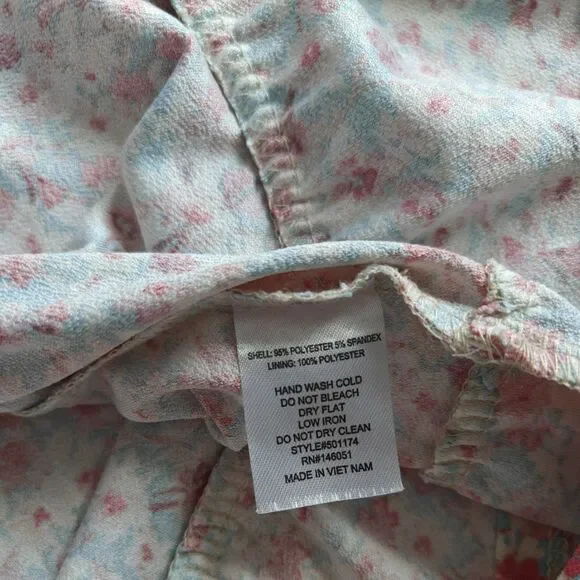 SHELL: 95% POLYESTER 5% SPANDEX
LINING: 100% POLYESTER
HAND WASH COLD
DO NOT BLEACH
DRY FLAT
LOW IRON
DO NOT DRY CLEAN
STYLE#501174
RN#146051
MADE IN VIET NAM